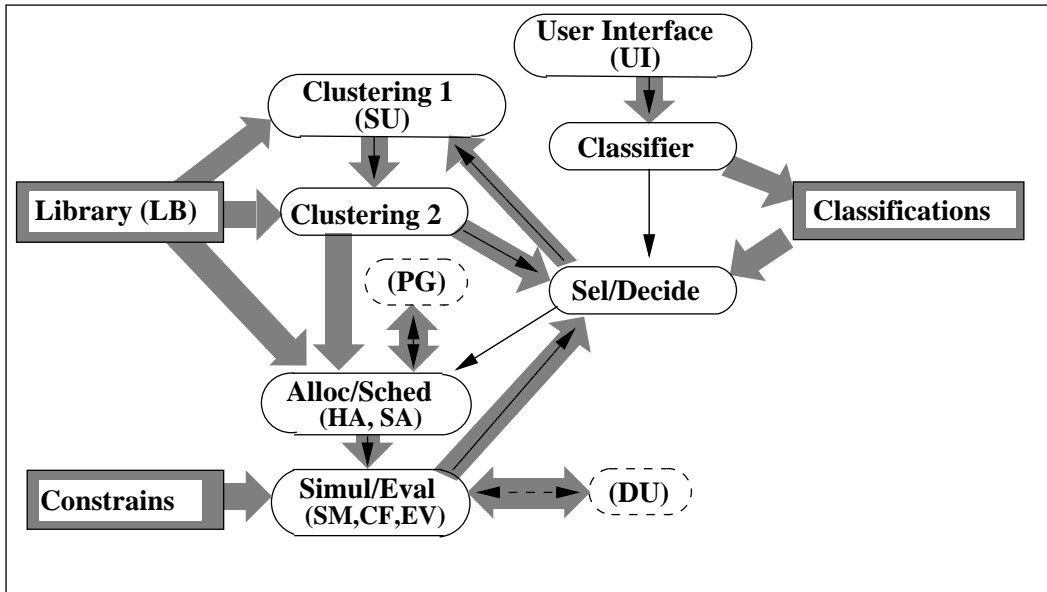 User Interface
(UI)
Clustering 1
(SU)
Classifier
Library (LB)
Clustering 2
Classifications
(PG)
Sel/Decide
Alloc/Sched
(HA, SA)
Constrains
Simul/Eval
(SM,CF,EV)
(DU)